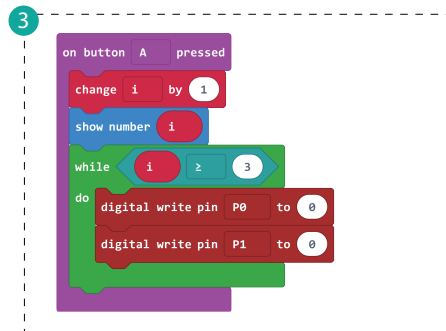 3
on button A pressed
change i by 1
show number i
while i ≥ 3
do
digital write pin P0 to 0
digital write pin P1 to 0